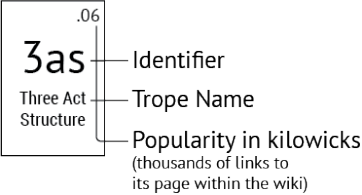 .06
3as
Three Act
Structure
Identifier
Trope Name
Popularity in kilowicks
(thousands of links to
its page within the wiki)